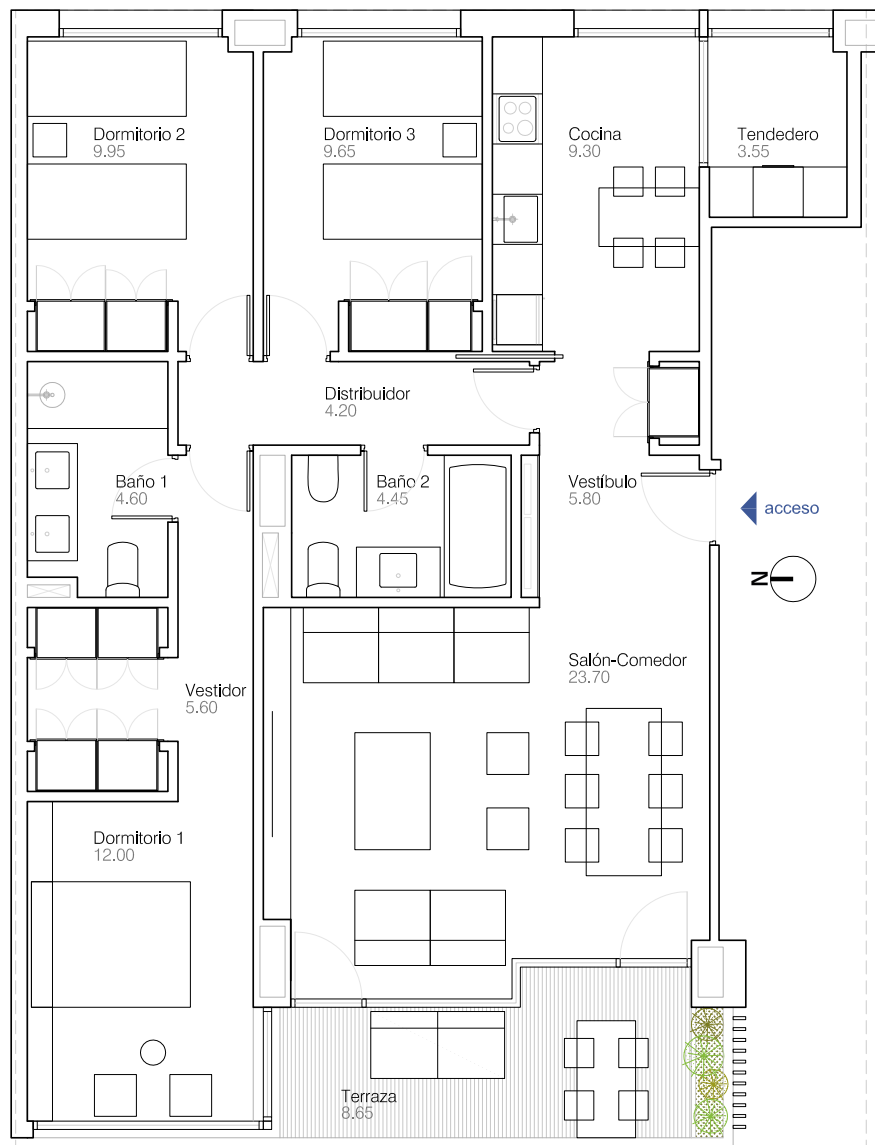 Dormitorio 2
9.95
Dormitorio 3
9.65
Cocina
9.30
Tendedero
3.55
Distribuidor
4.20
Baño 1
4.60
Baño 2
4.45
Vestíbulo
5.80
acceso
N
Salón-Comedor
23.70
Vestidor
5.60
Dormitorio 1
12.00
Terraza
8.65